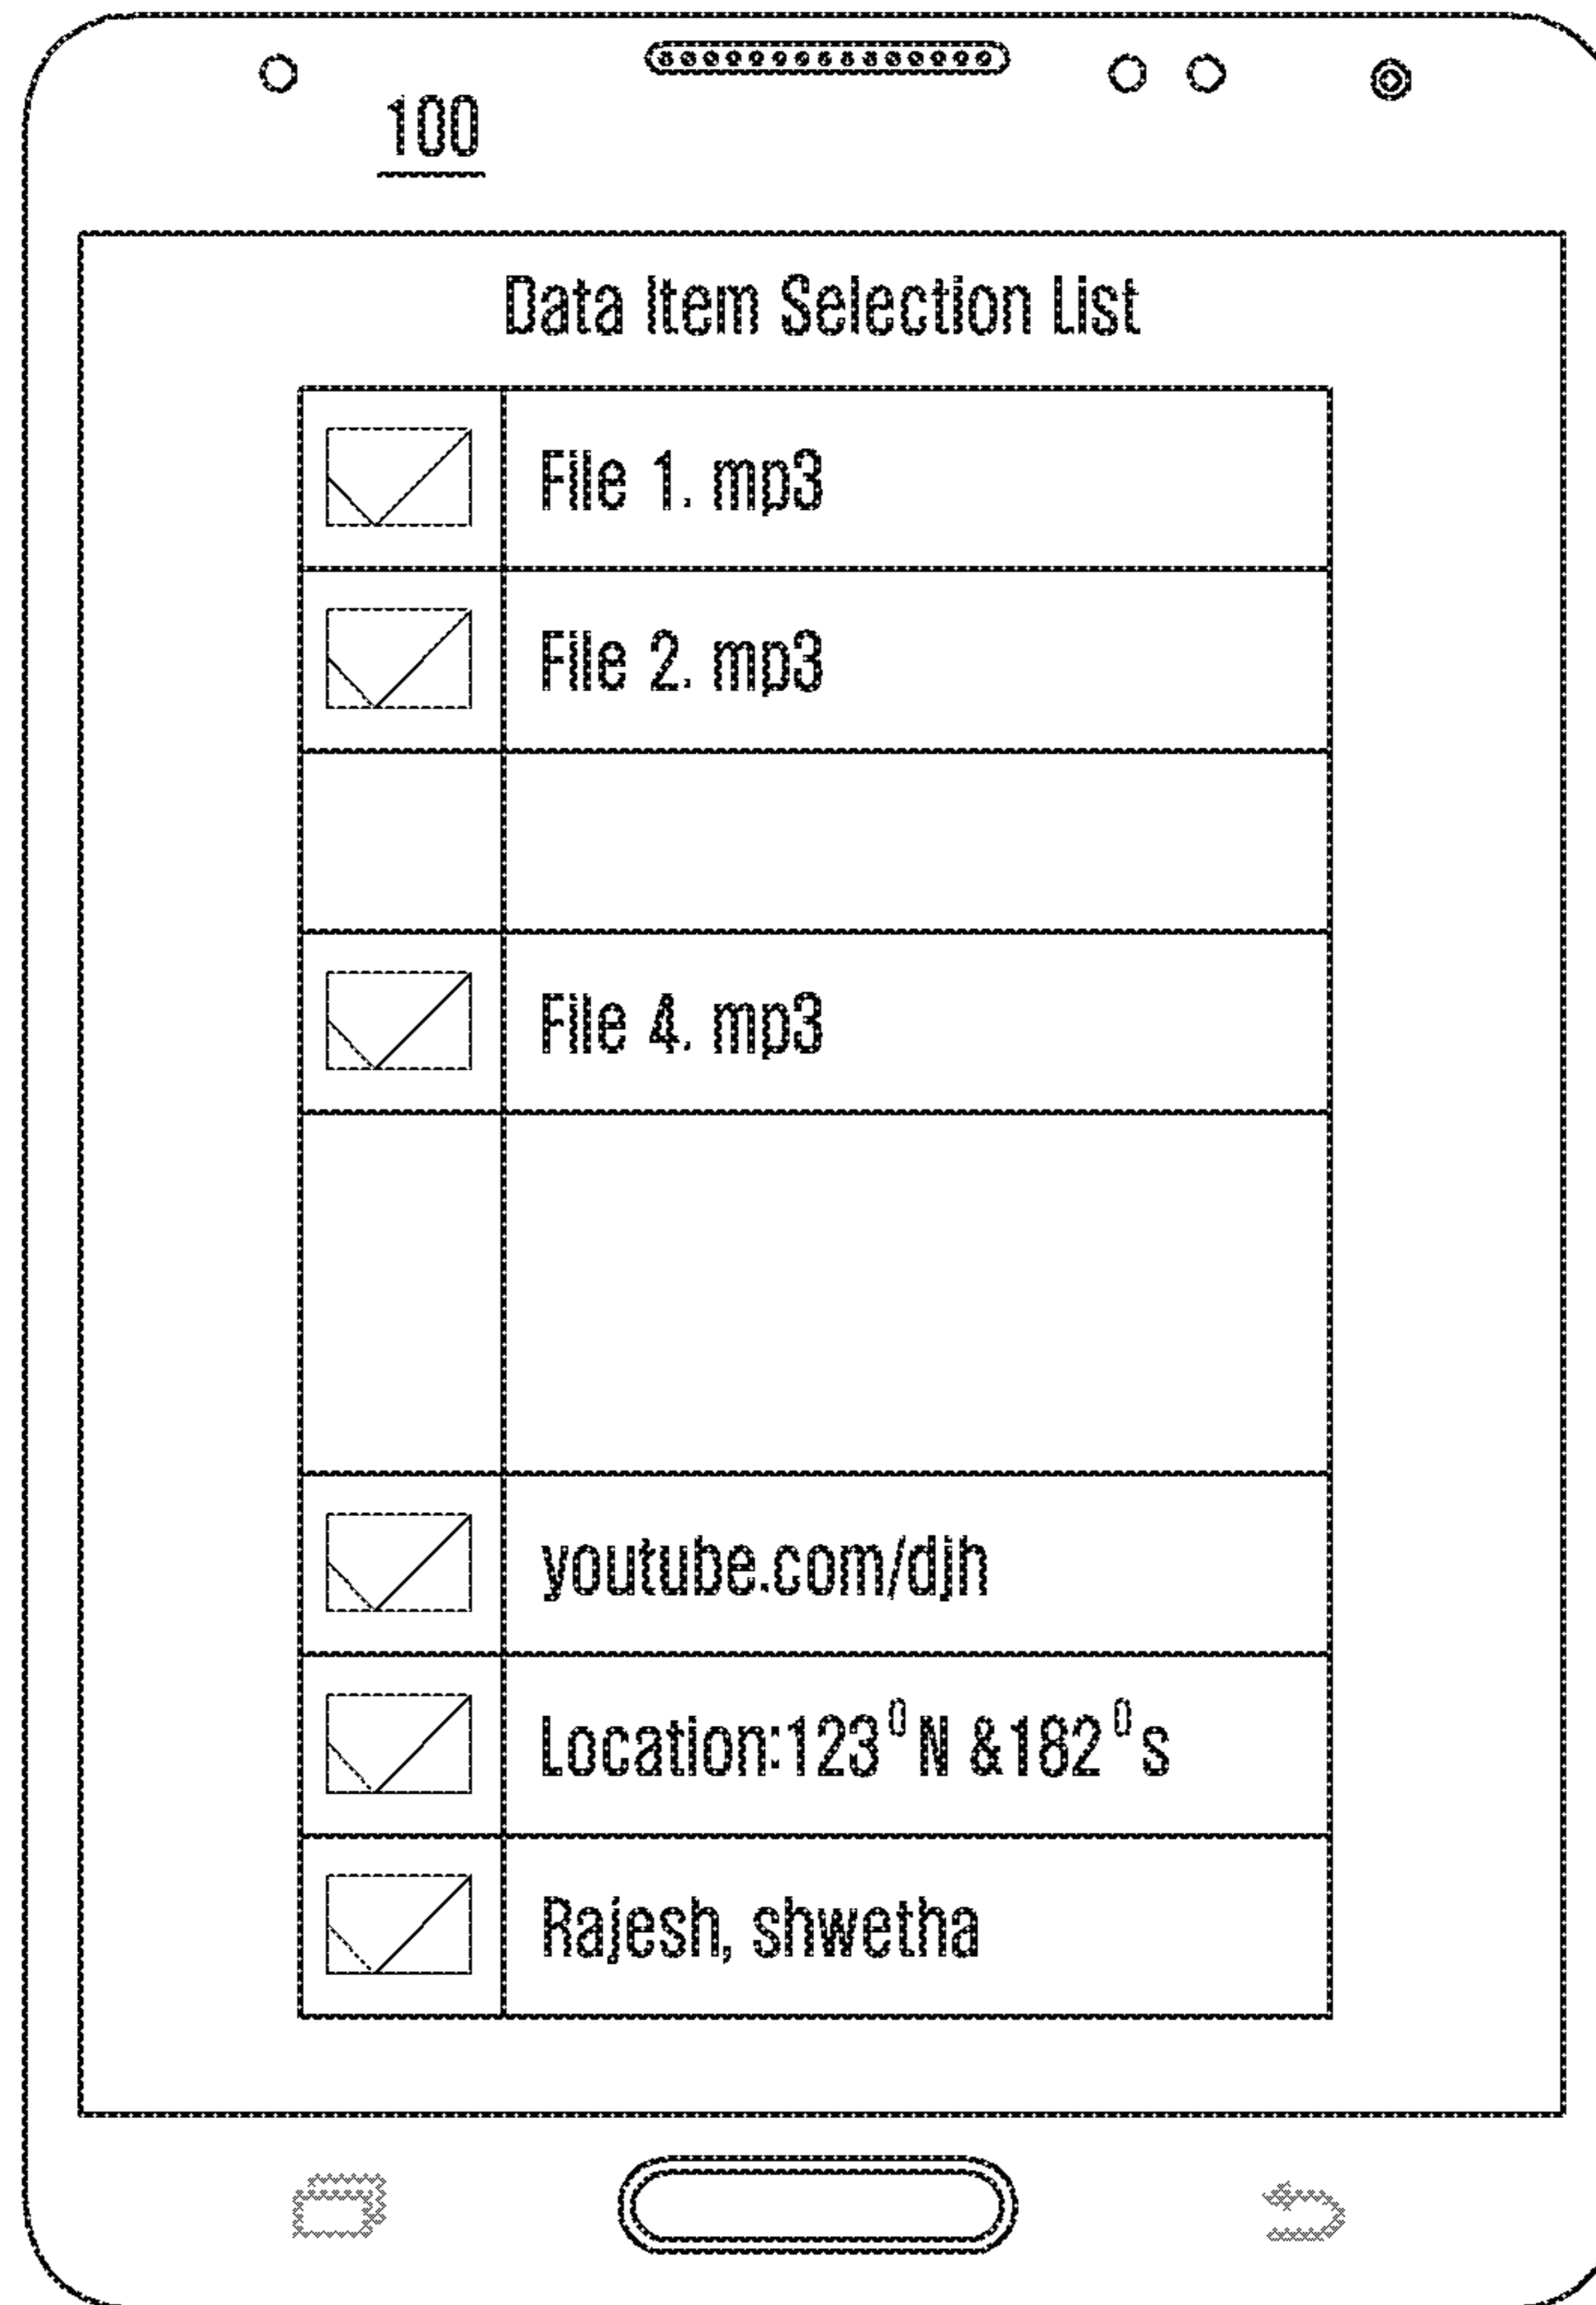 100
Data Item Selection List
File 1. mp3
File 2. mp3
File 4. mp3
youtube.com/djh
Location:123⁰N &182⁰s
Rajesh, shwetha